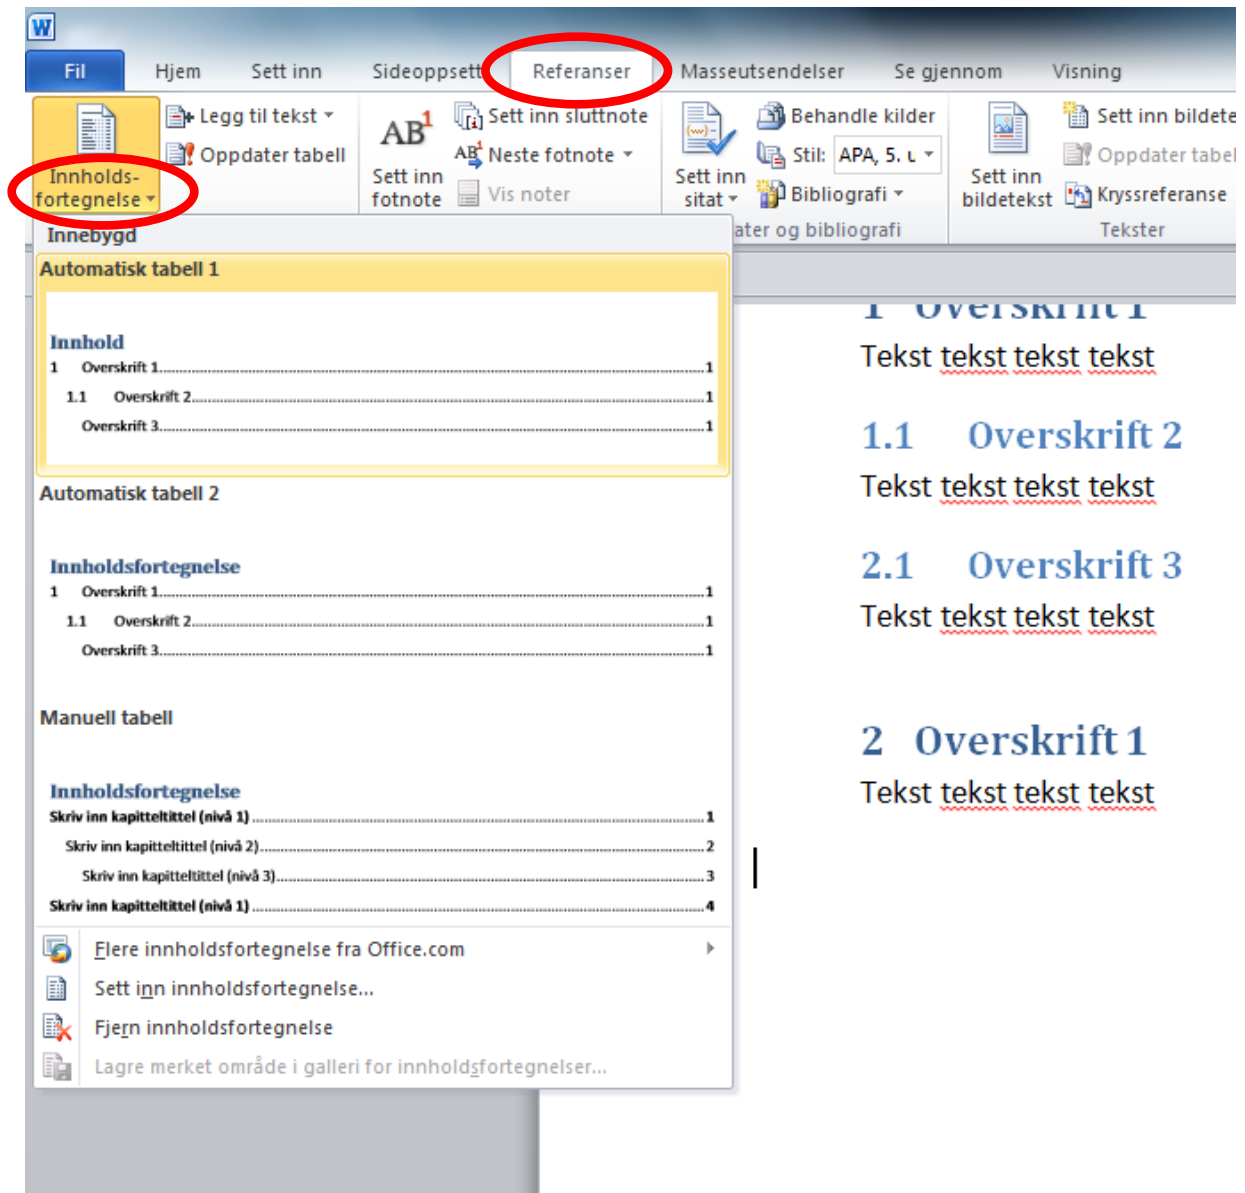 W
Fil Hjem Sett inn Sideoppsett Referanser Masseutsendelser Se gjennom Visning
Innholds-
fortegnelse
Legg til tekst
Oppdater tabell
AB1
Sett inn
fotnote
Sett inn sluttnote
AB1 Neste fotnote
Vis noter
Sett inn
sitat
Behandle kilder
Stil: APA, 5. u
Bibliografi
ater og bibliografi
Sett inn
bildetekst
Sett inn bildete
Oppdater tabel
Kryssreferanse
Tekster
Innebygd
Automatisk tabell 1
Innhold
1 Overskrift 1 1
1.1 Overskrift 2 1
Overskrift 3 1
Automatisk tabell 2
Innholdsfortegnelse
1 Overskrift 1 1
1.1 Overskrift 2 1
Overskrift 3 1
Manuell tabell
Innholdsfortegnelse
Skriv inn kapitteltittel (nivå 1) 1
Skriv inn kapitteltittel (nivå 2) 2
Skriv inn kapitteltittel (nivå 3) 3
Skriv inn kapitteltittel (nivå 1) 4
Flere innholdsfortegnelse fra Office.com
Sett inn innholdsfortegnelse...
Fjern innholdsfortegnelse
Lagre merket område i galleri for innholdsfortegnelser...
1 Overskrift 1
Tekst tekst tekst tekst
1.1 Overskrift 2
Tekst tekst tekst tekst
2.1 Overskrift 3
Tekst tekst tekst tekst
2 Overskrift 1
Tekst tekst tekst tekst